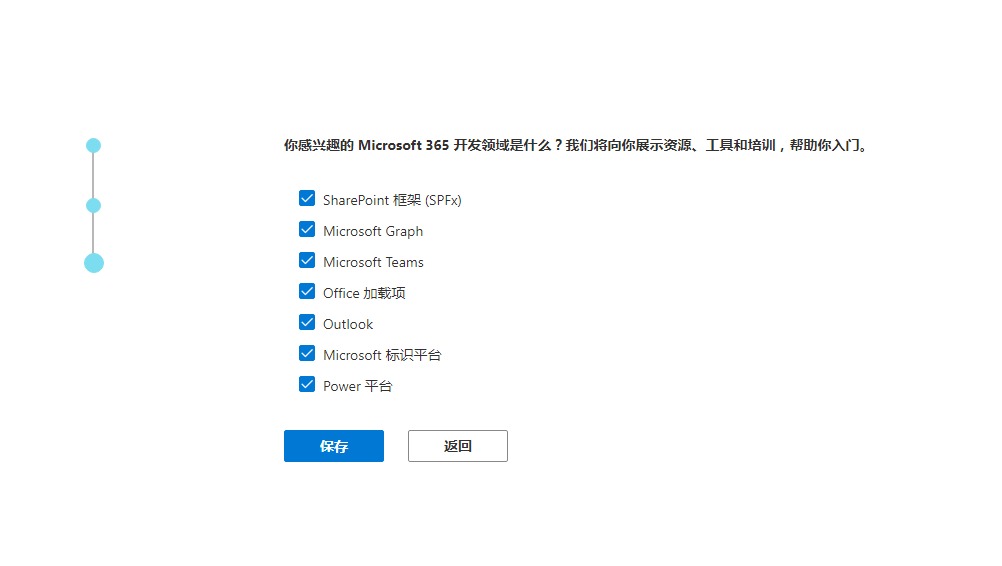 你感兴趣的 Microsoft 365 开发领域是什么？我们将向你展示资源、工具和培训，帮助你入门。
SharePoint 框架 (SPFx)
Microsoft Graph
Microsoft Teams
Office 加载项
Outlook
Microsoft 标识平台
Power 平台
保存 返回